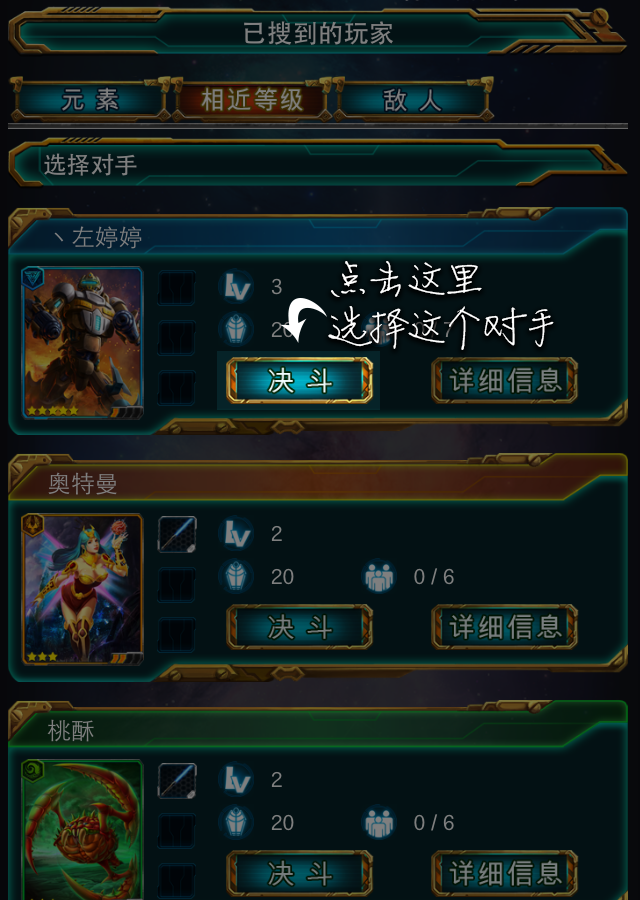 已搜到的玩家
元素 相近等级 敌人
选择对手
丶左婷婷
Lv 3
点击这里
选择这个对手
决斗 详细信息
奥特曼
Lv 2
20 0/6
决斗 详细信息
桃酥
Lv 2
20 0/6
决斗 详细信息